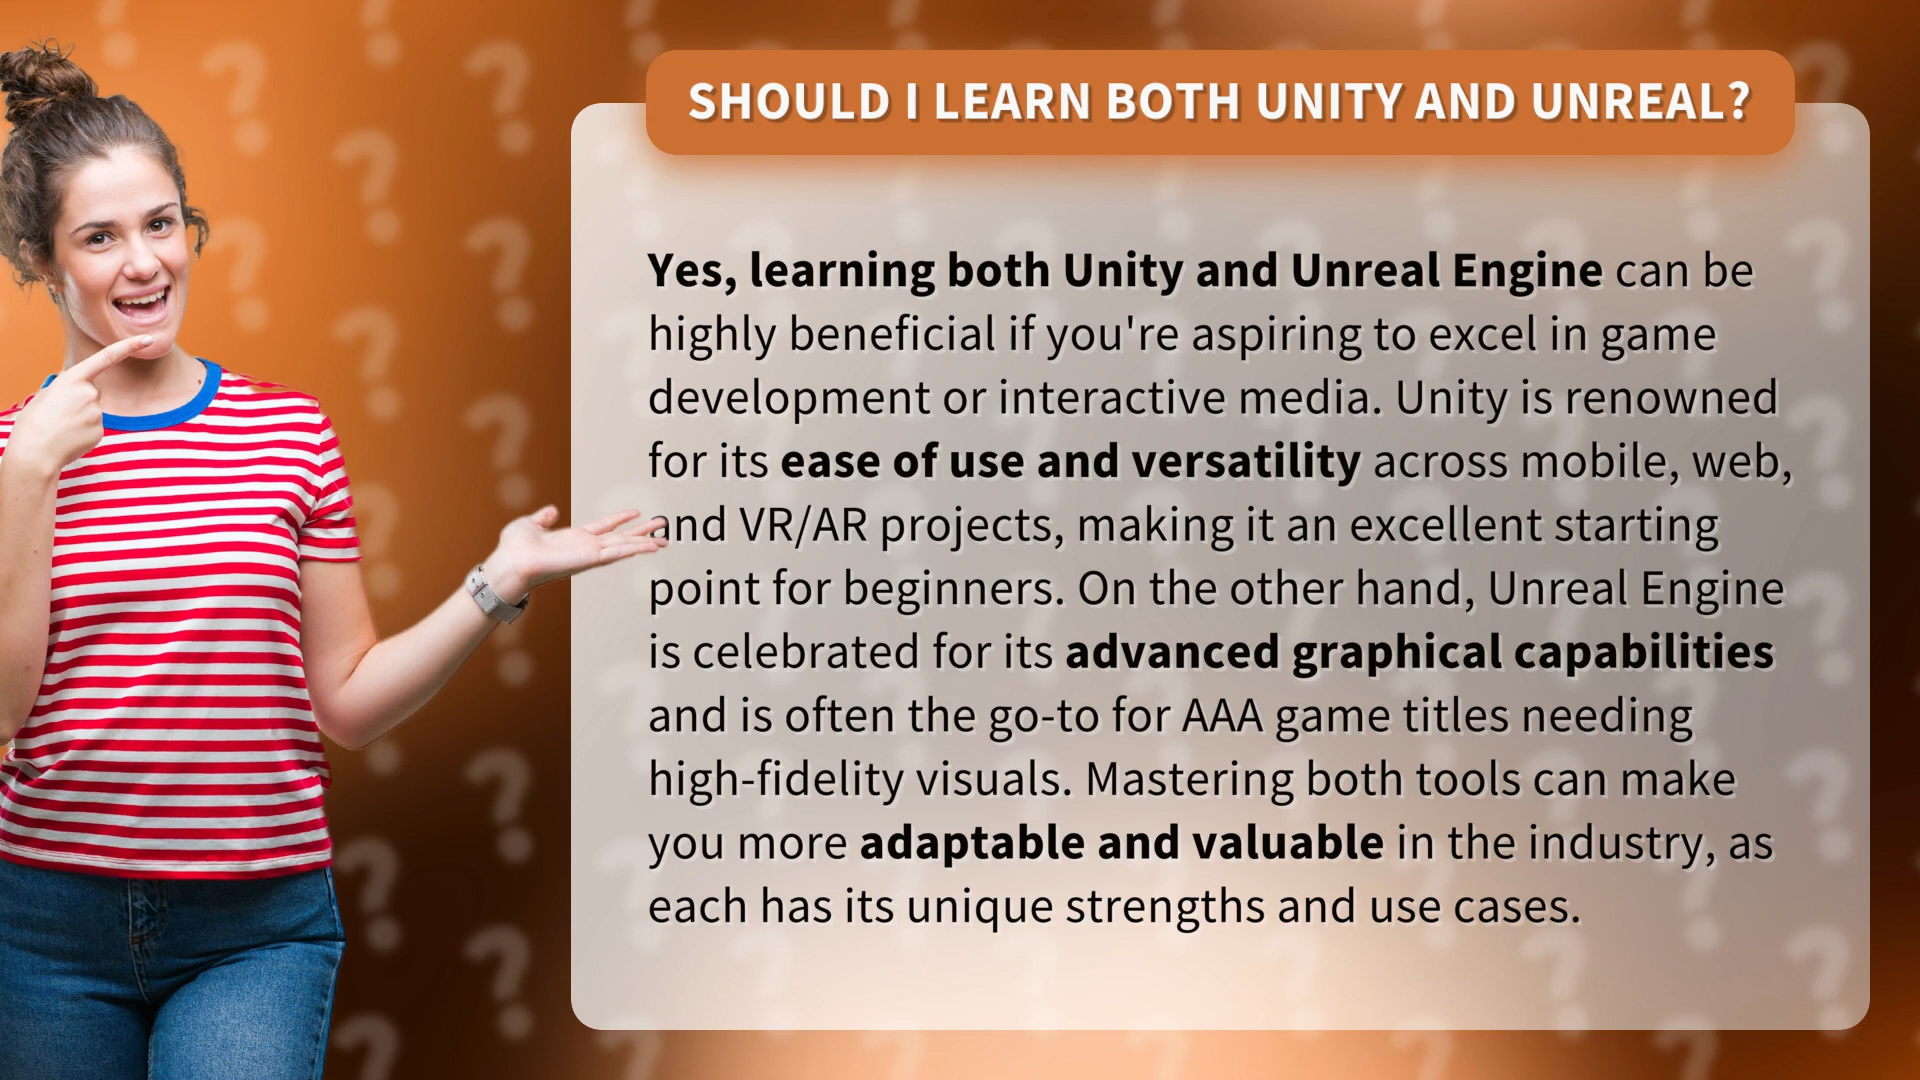 SHOULD I LEARN BOTH UNITY AND UNREAL?
Yes, learning both Unity and Unreal Engine can be
highly beneficial if you're aspiring to excel in game
development or interactive media. Unity is renowned
for its ease of use and versatility across mobile, web,
and VR/AR projects, making it an excellent starting
point for beginners. On the other hand, Unreal Engine
is celebrated for its advanced graphical capabilities
and is often the go-to for AAA game titles needing
high-fidelity visuals. Mastering both tools can make
you more adaptable and valuable in the industry, as
each has its unique strengths and use cases.